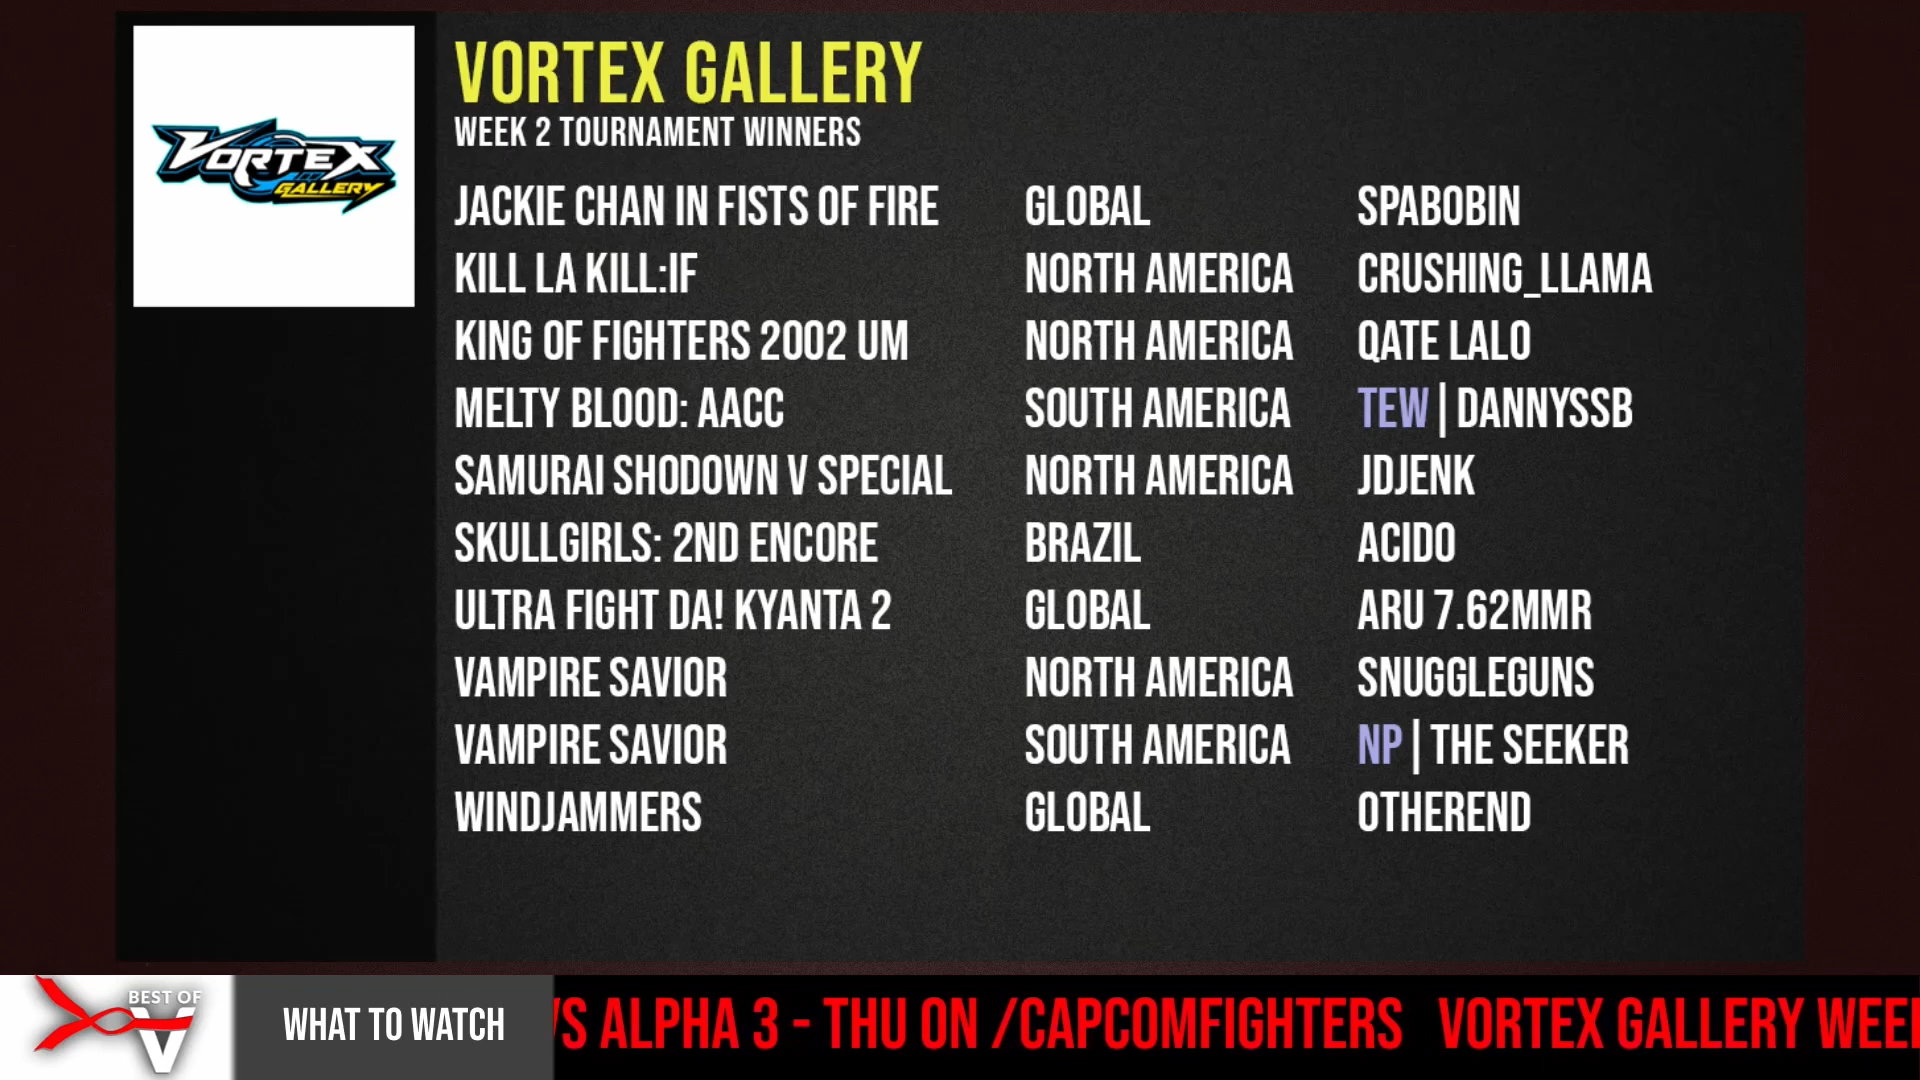 VORTEX GALLERY
VORTEX GALLERY
WEEK 2 TOURNAMENT WINNERS
JACKIE CHAN IN FISTS OF FIRE GLOBAL SPABOBIN
KILL LA KILL:IF NORTH AMERICA CRUSHING_LLAMA
KING OF FIGHTERS 2002 UM NORTH AMERICA QATE LALO
MELTY BLOOD: AACC SOUTH AMERICA TEW | DANNYSSB
SAMURAI SHODOWN V SPECIAL NORTH AMERICA JDJENK
SKULLGIRLS: 2ND ENCORE BRAZIL ACIDO
ULTRA FIGHT DA! KYANTA 2 GLOBAL ARU 7.62MMR
VAMPIRE SAVIOR NORTH AMERICA SNUGGLEGUNS
VAMPIRE SAVIOR SOUTH AMERICA NP | THE SEEKER
WINDJAMMERS GLOBAL OTHEREND
BEST OF V
WHAT TO WATCH
VS ALPHA 3 - THU ON /CAPCOMFIGHTERS VORTEX GALLERY WEE